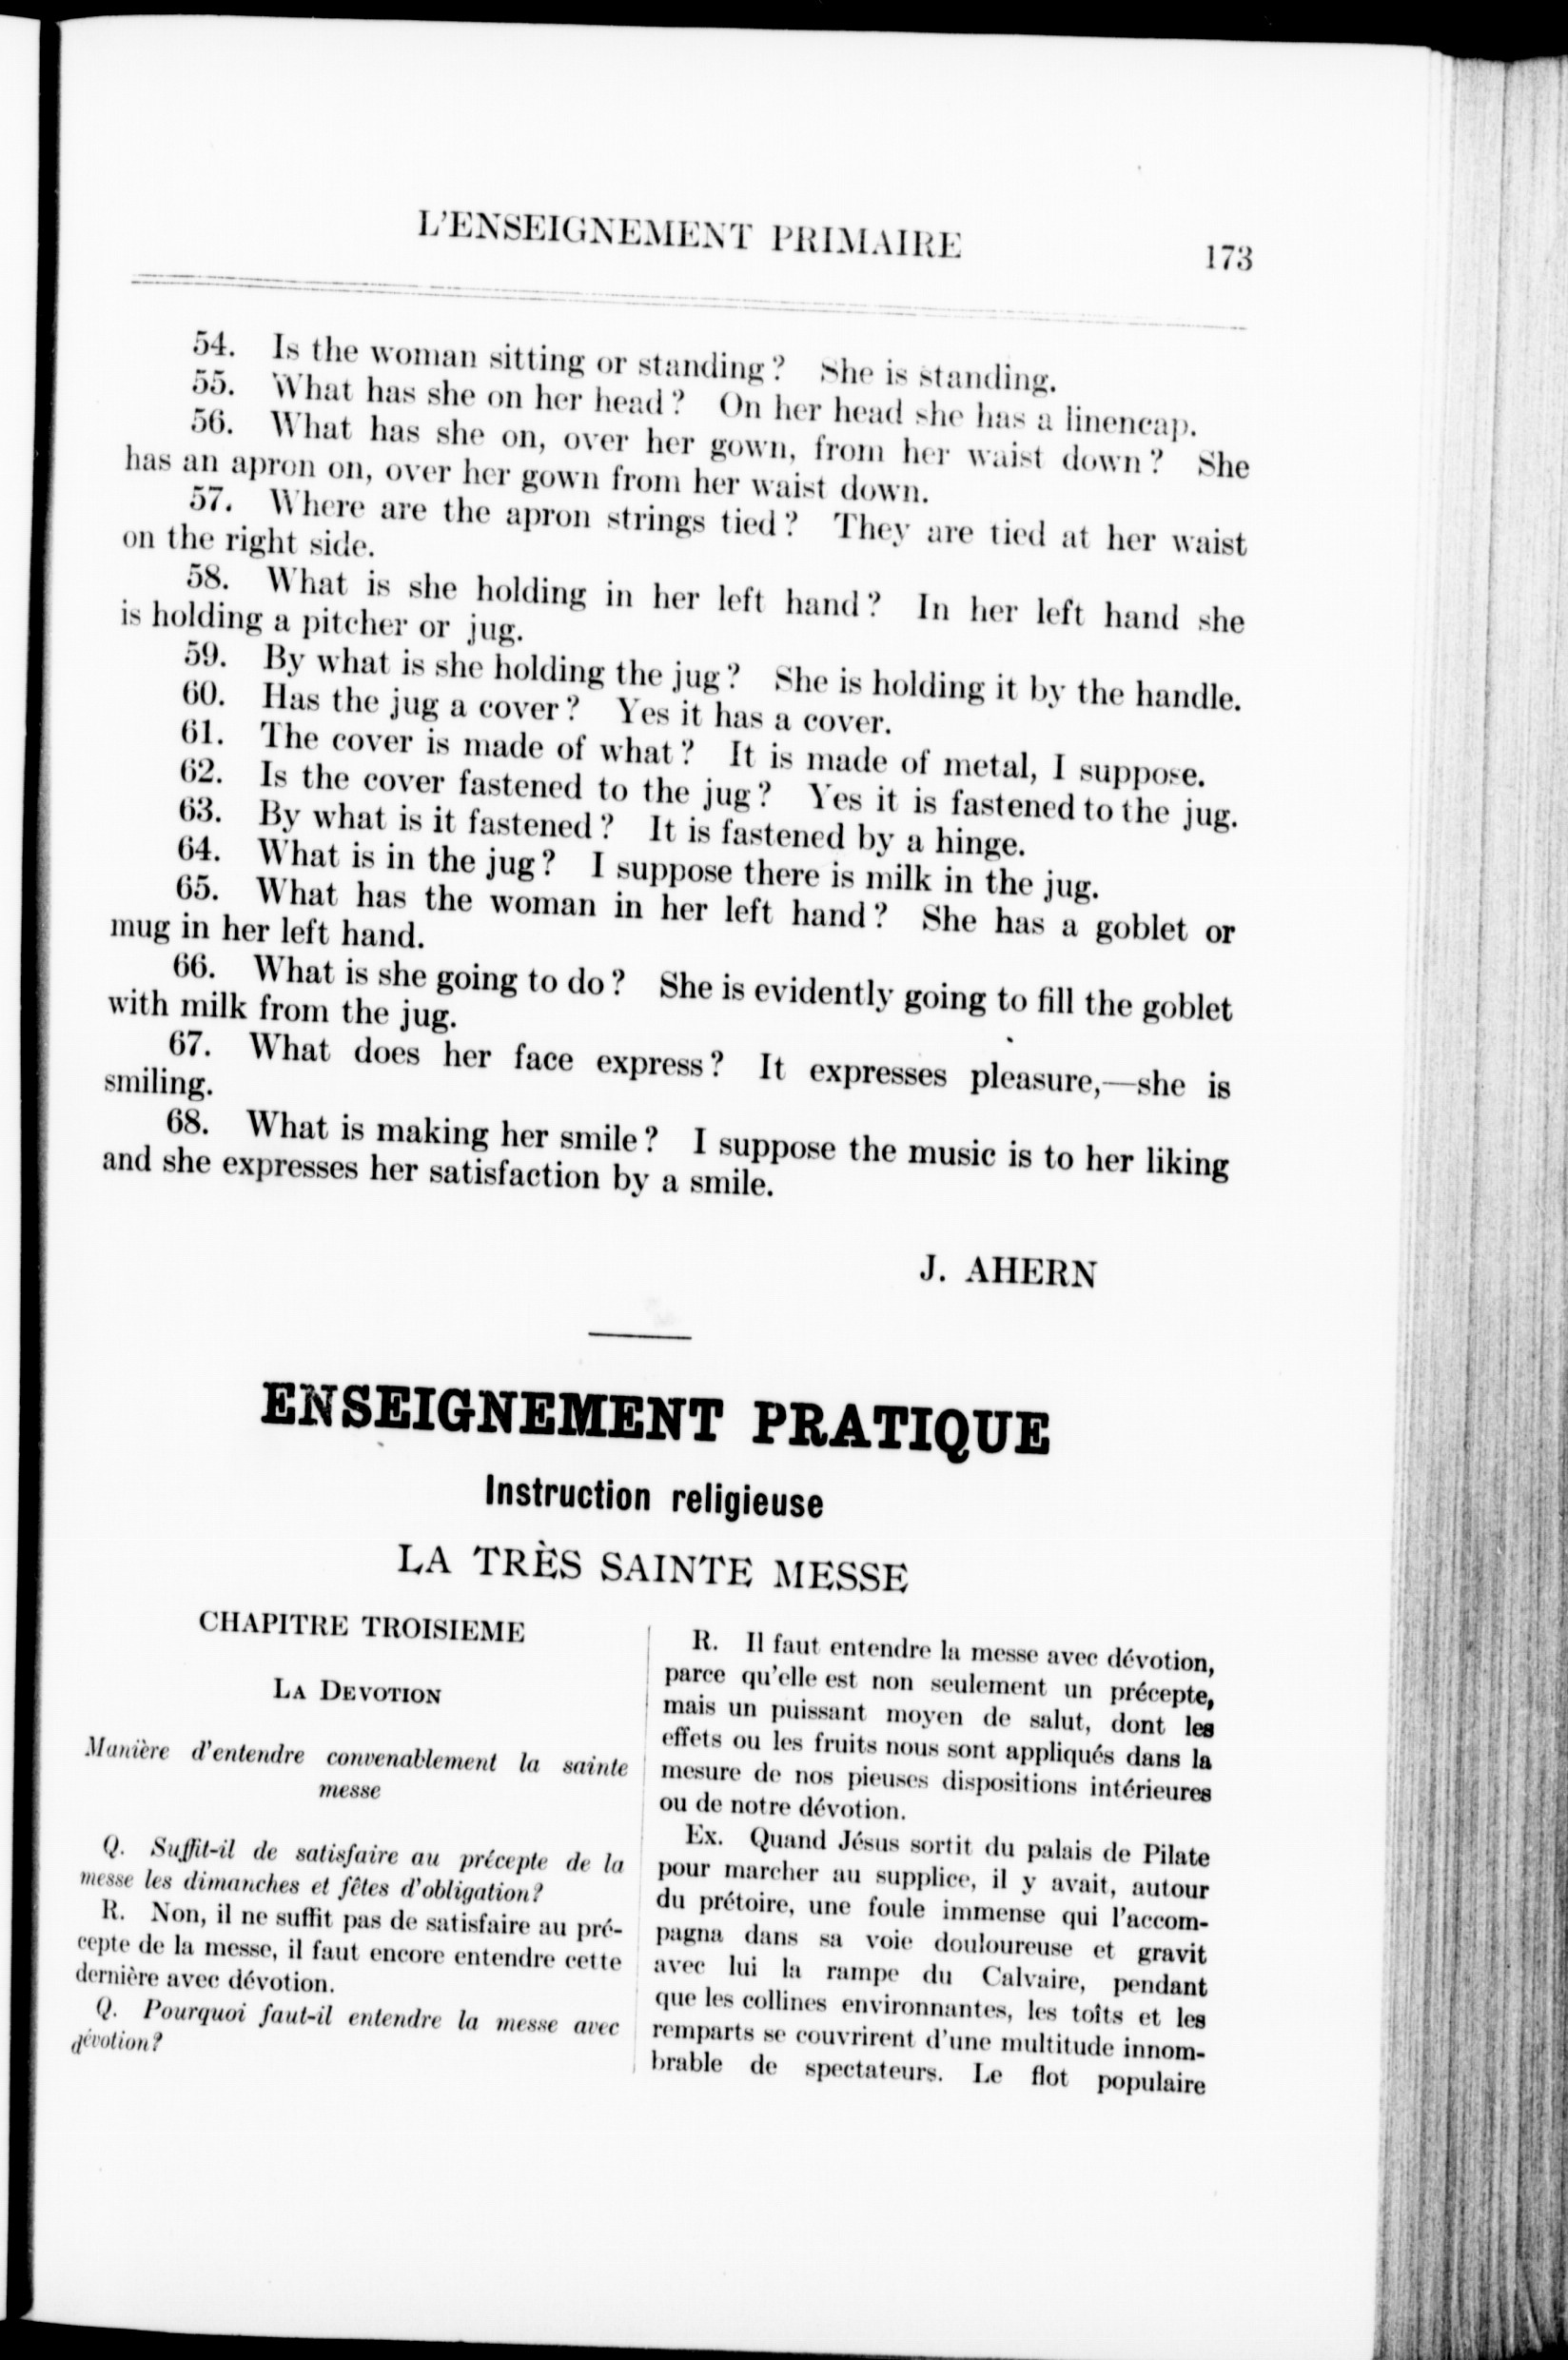 L'ENSEIGNEMENT PRIMAIRE 173
54. Is the woman sitting or standing? She is standing.
55. What has she on her head? On her head she has a linencap.
56. What has she on, over her gown, from her waist down? She
has an apron on, over her gown from her waist down.
57. Where are the apron strings tied? They are tied at her waist
on the right side.
58. What is she holding in her left hand? In her left hand she
is holding a pitcher or jug.
59. By what is she holding the jug? She is holding it by the handle.
60. Has the jug a cover? Yes it has a cover.
61. The cover is made of what? It is made of metal, I suppose.
62. Is the cover fastened to the jug? Yes it is fastened to the jug.
63. By what is it fastened? It is fastened by a hinge.
64. What is in the jug? I suppose there is milk in the jug.
65. What has the woman in her left hand? She has a goblet or
mug in her left hand.
66. What is she going to do? She is evidently going to fill the goblet
with milk from the jug.
67. What does her face express? It expresses pleasure,—she is
smiling.
68. What is making her smile? I suppose the music is to her liking
and she expresses her satisfaction by a smile.
J. AHERN
ENSEIGNEMENT PRATIQUE
Instruction religieuse
LA TRÈS SAINTE MESSE
CHAPITRE TROISIEME
LA DEVOTION
Manière d'entendre convenablement la sainte
messe
Q. Suffit-il de satisfaire au précepte de la
messe les dimanches et fêtes d'obligation?
R. Non, il ne suffit pas de satisfaire au pré-
cepte de la messe, il faut encore entendre cette
dernière avec dévotion.
Q. Pourquoi faut-il entendre la messe avec
dévotion?
R. Il faut entendre la messe avec dévotion,
parce qu'elle est non seulement un précepte,
mais un puissant moyen de salut, dont les
effets ou les fruits nous sont appliqués dans la
mesure de nos pieuses dispositions intérieures
ou de notre dévotion.
Ex. Quand Jésus sortit du palais de Pilate
pour marcher au supplice, il y avait, autour
du prétoire, une foule immense qui l'accom-
pagna dans sa voie douloureuse et gravit
avec lui la rampe du Calvaire, pendant
que les collines environnantes, les toîts et les
remparts se couvrirent d'une multitude innom-
brable de spectateurs. Le flot populaire